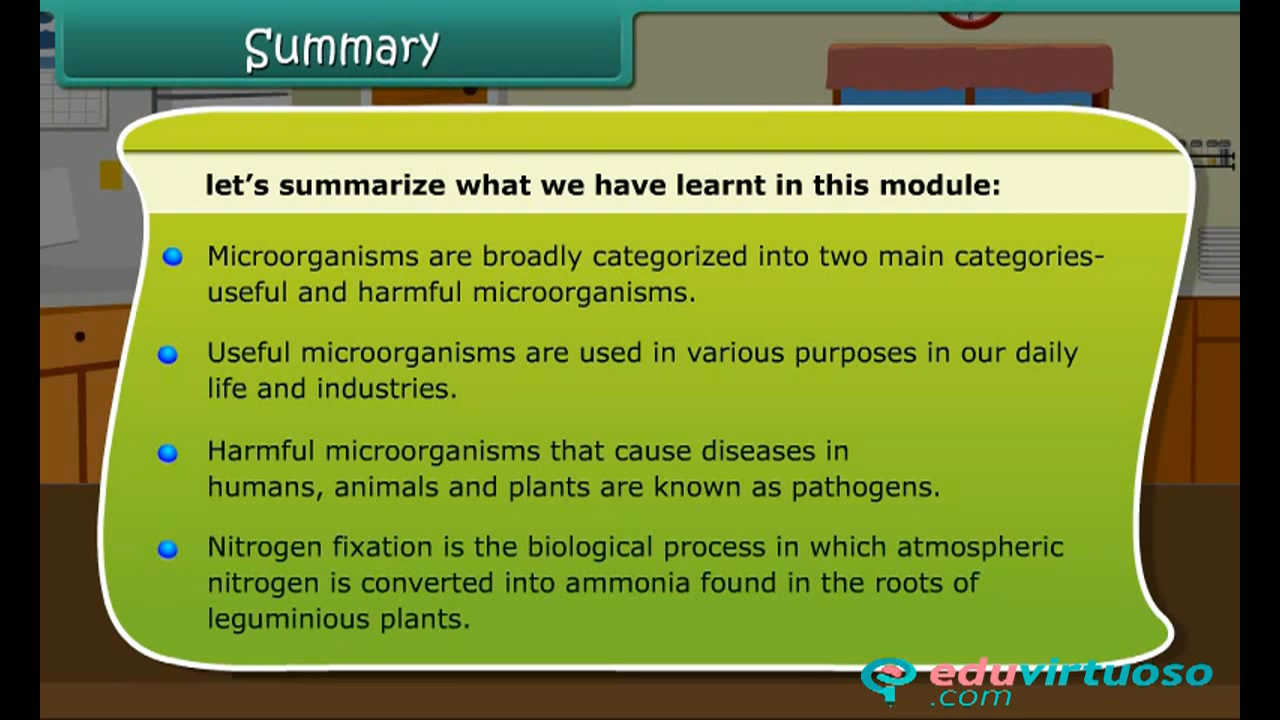 Summary
let's summarize what we have learnt in this module:
Microorganisms are broadly categorized into two main categories-
useful and harmful microorganisms.
Useful microorganisms are used in various purposes in our daily
life and industries.
Harmful microorganisms that cause diseases in
humans, animals and plants are known as pathogens.
Nitrogen fixation is the biological process in which atmospheric
nitrogen is converted into ammonia found in the roots of
leguminious plants.
eduvirtuoso
.com